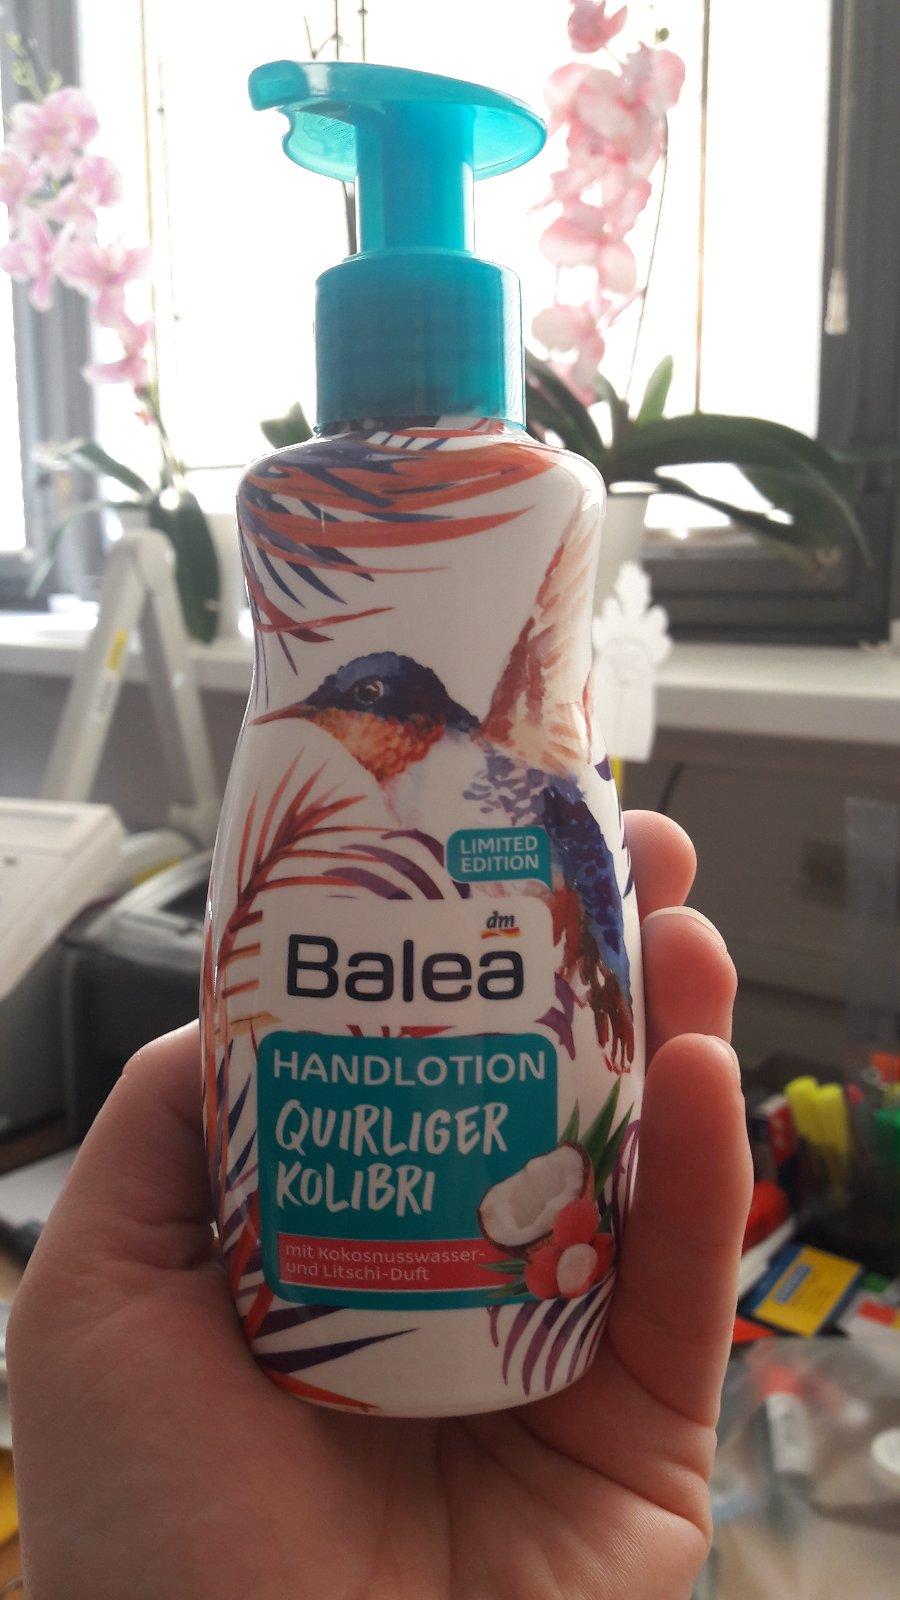 LIMITED
EDITION
dm
Balea
HANDLOTION
QUIRLIGER
KOLIBRI
mit Kokosnusswasser-
und Litschi-Duft